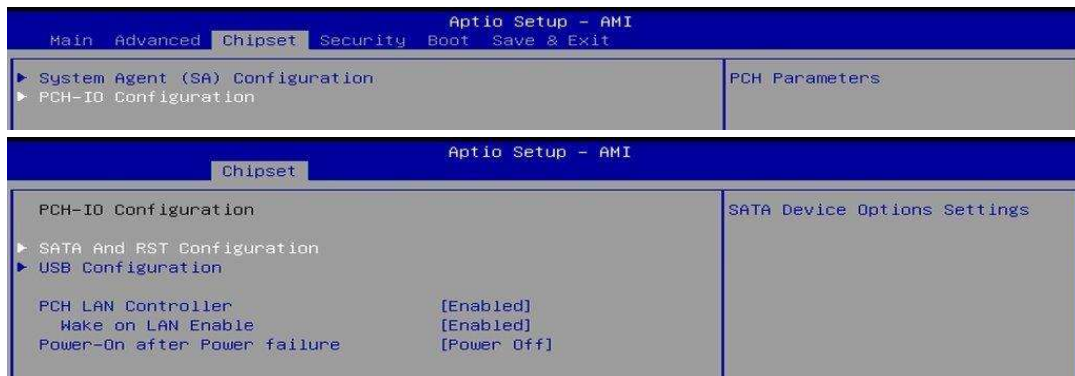 Aptio Setup – AMI
Main Advanced Chipset Security Boot Save & Exit
System Agent (SA) Configuration
PCH Parameters
PCH-IO Configuration
Aptio Setup – AMI
Chipset
PCH-IO Configuration
SATA Device Options Settings
SATA And RST Configuration
USB Configuration
PCH LAN Controller [Enabled]
Wake on LAN Enable [Enabled]
Power-On after Power failure [Power Off]